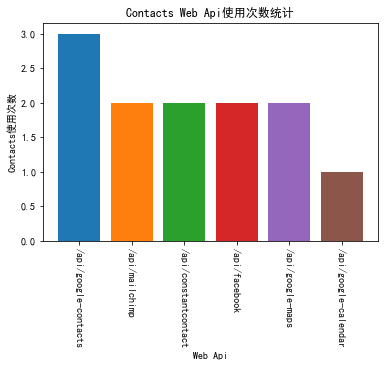 Contacts Web Api使用次数统计
Contacts使用次数
3.0
2.5
2.0
1.5
1.0
0.5
0.0
/api/google-contacts
/api/mailchimp
/api/constantcontact
/api/facebook
/api/google-maps
/api/google-calendar
Web Api